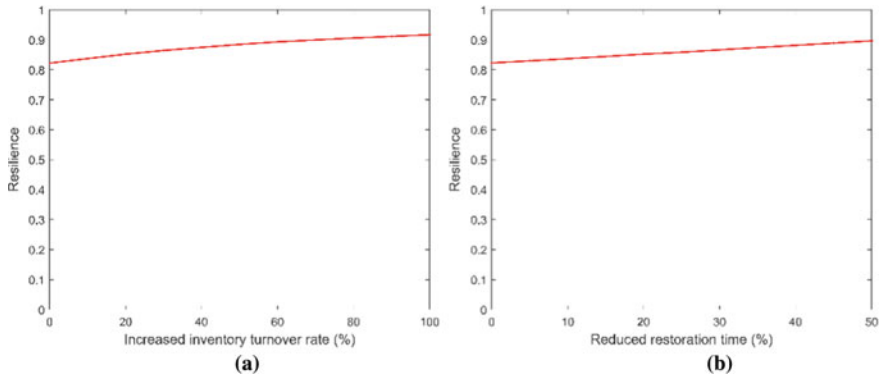 1
0.9
0.8
0.7
0.6
0.5
0.4
0.3
0.2
0.1
0
Resilience
0 20 40 60 80 100
Increased inventory turnover rate (%)
(a)
1
0.9
0.8
0.7
0.6
0.5
0.4
0.3
0.2
0.1
0
Resilience
0 10 20 30 40 50
Reduced restoration time (%)
(b)